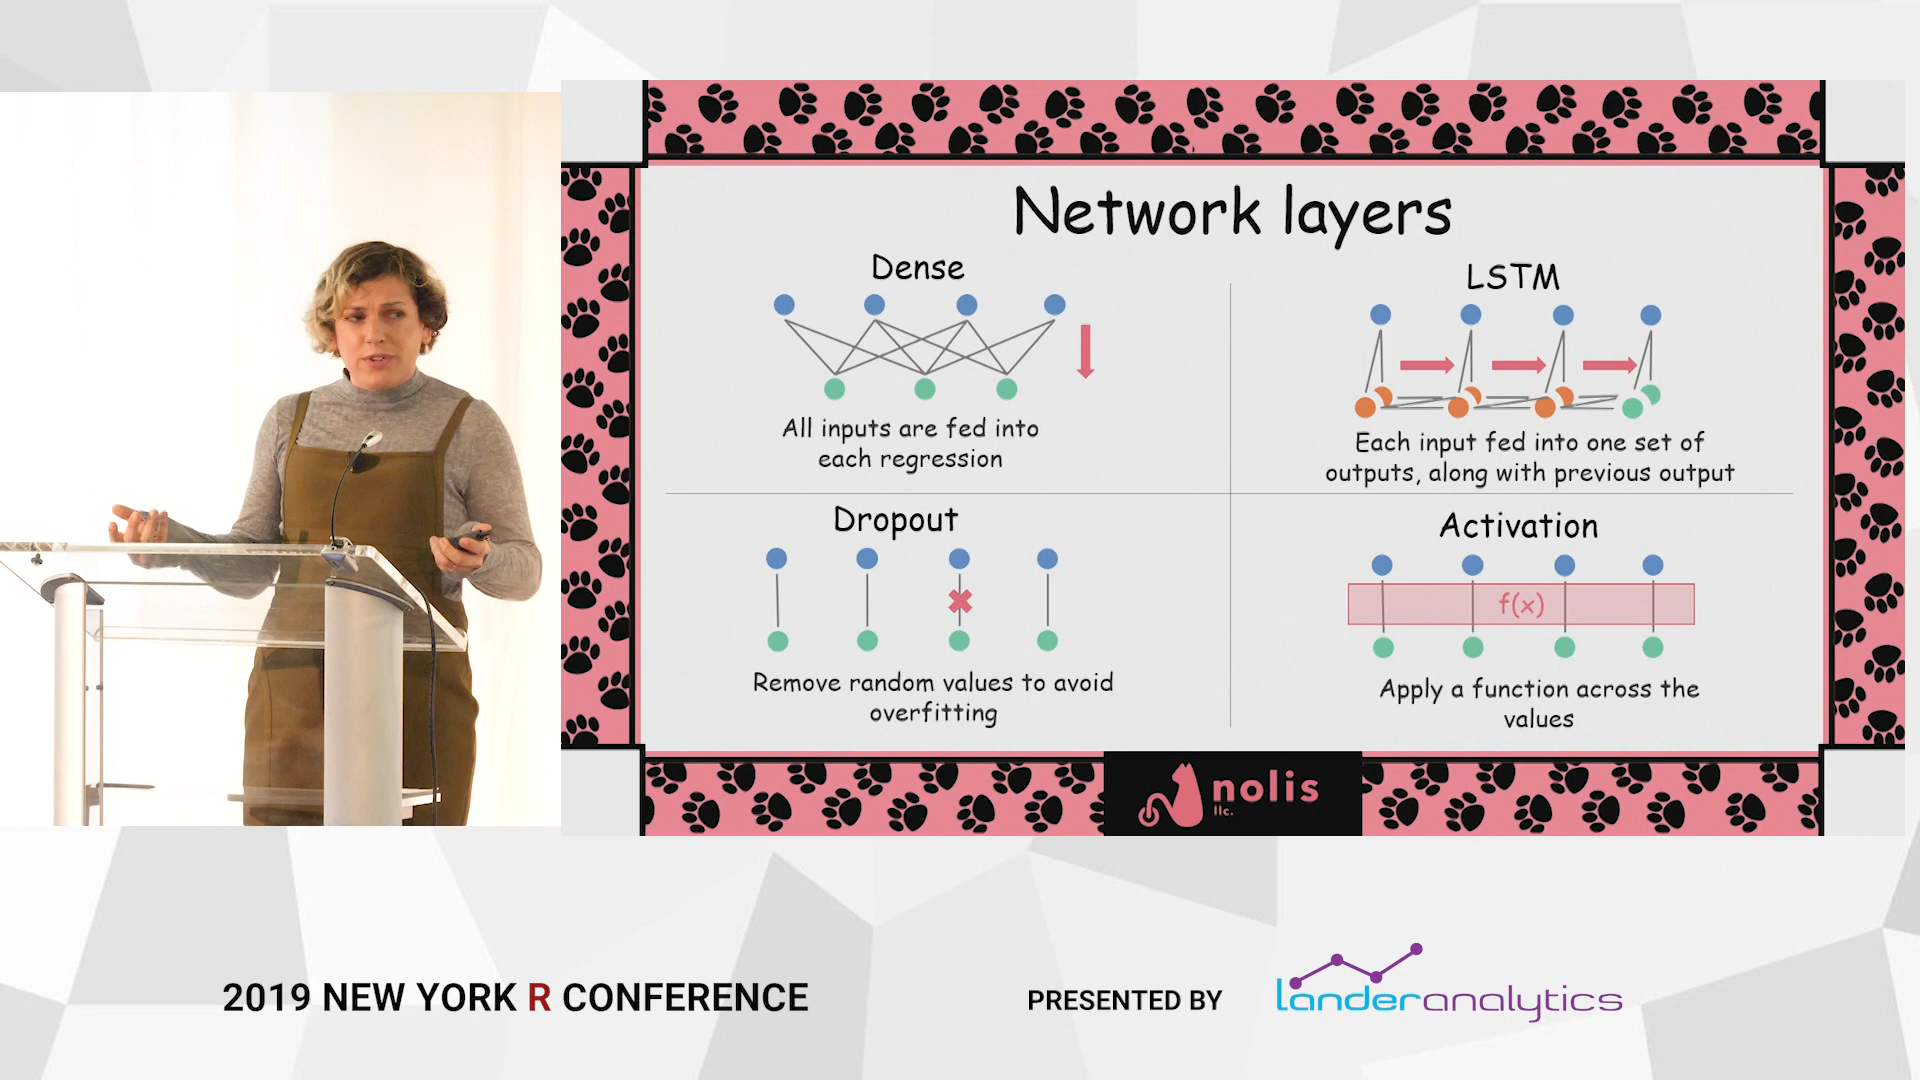 Network layers
Dense
All inputs are fed into
each regression
LSTM
Each input fed into one set of
outputs, along with previous output
Dropout
Remove random values to avoid
overfitting
Activation
f(x)
Apply a function across the
values
nolis
llc.
2019 NEW YORK R CONFERENCE
PRESENTED BY
landeranalytics